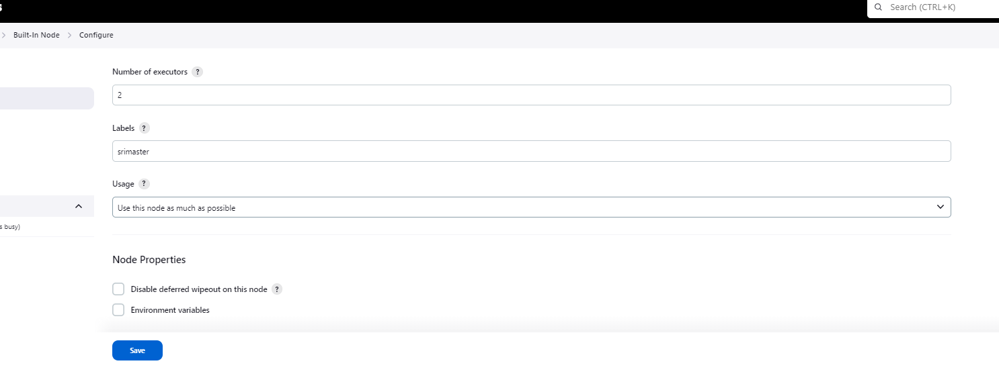 Search (CTRL+K)
Built-In Node
Configure
Number of executors ?
2
Labels ?
srimaster
Usage ?
Use this node as much as possible
s busy)
Node Properties
Disable deferred wipeout on this node ?
Environment variables
Save